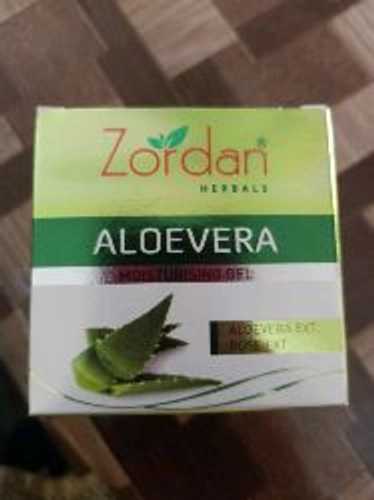 Zordan®
HERBALS
ALOEVERA
MOISTURISING GEL
ALOEVERA EXT.
ROSE EXT